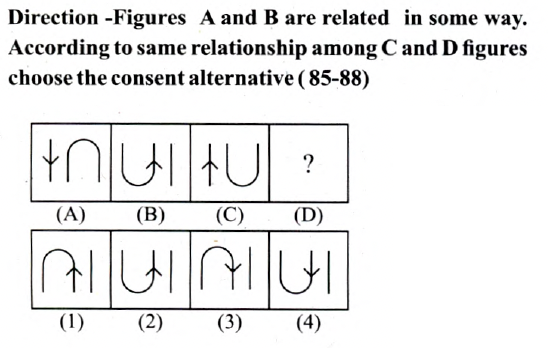 Direction -Figures A and B are related in some way.
According to same relationship among C and D figures
choose the consent alternative ( 85-88)
?
(A) (B) (C) (D)
(1) (2) (3) (4)